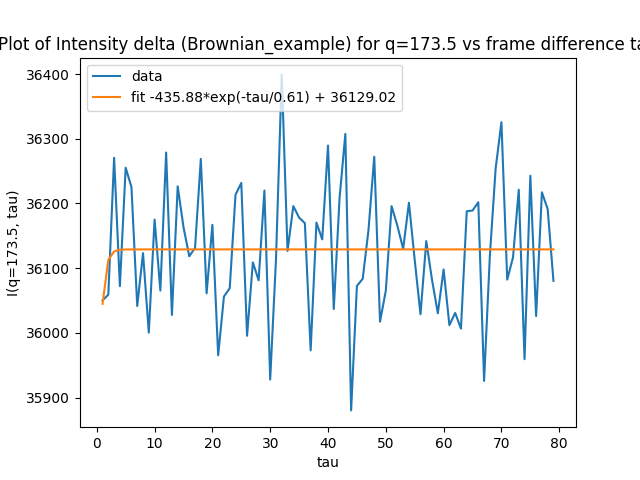 Plot of Intensity delta (Brownian_example) for q=173.5 vs frame difference ta
data
fit -435.88*exp(-tau/0.61) + 36129.02
I(q=173.5, tau)
36400
36300
36200
36100
36000
35900
0 10 20 30 40 50 60 70 80
tau